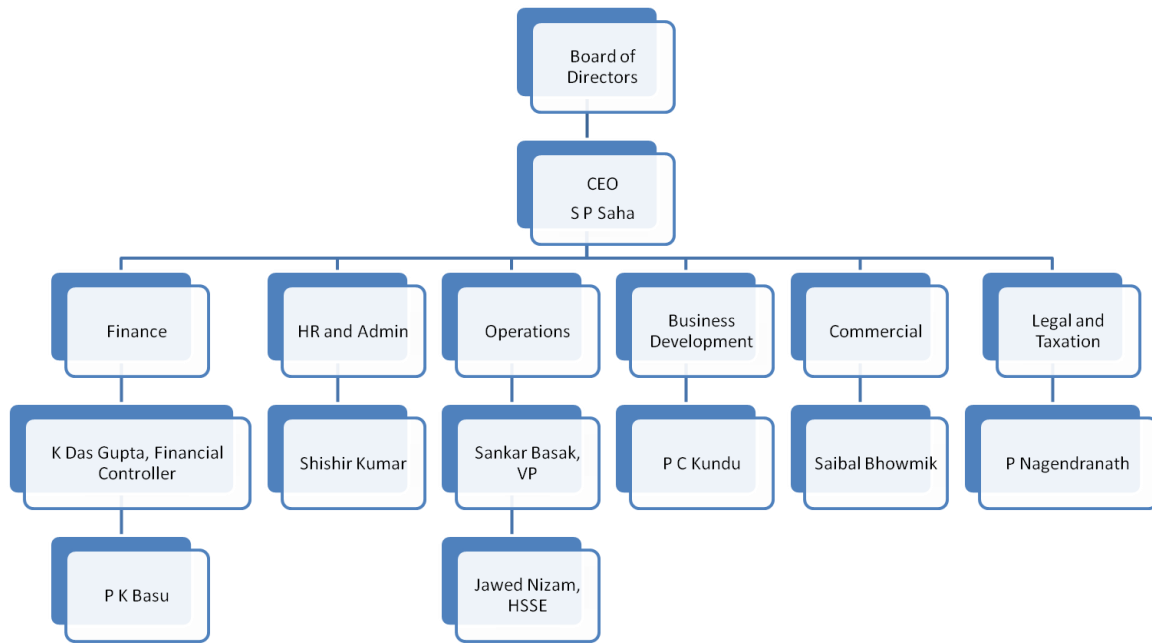 Board of
Directors
CEO
S P Saha
Finance
HR and Admin
Operations
Business
Development
Commercial
Legal and
Taxation
K Das Gupta, Financial
Controller
Shishir Kumar
Sankar Basak,
VP
P C Kundu
Saibal Bhowmik
P Nagendranath
P K Basu
Jawed Nizam,
HSSE